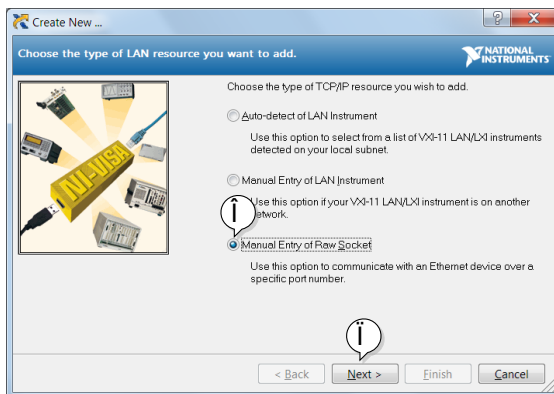 Create New ...
Choose the type of LAN resource you want to add.
NATIONAL
INSTRUMENTS
Choose the type of TCP/IP resource you wish to add.
Auto-detect of LAN Instrument
Use this option to select from a list of VXI-11 LAN/LXI instruments
detected on your local subnet.
Manual Entry of LAN Instrument
Use this option if your VXI-11 LAN/LXI instrument is on another
network.
Î
Manual Entry of Raw Socket
Use this option to communicate with an Ethernet device over a
specific port number.
NI-VISA
Ï
< Back
Next >
Finish
Cancel